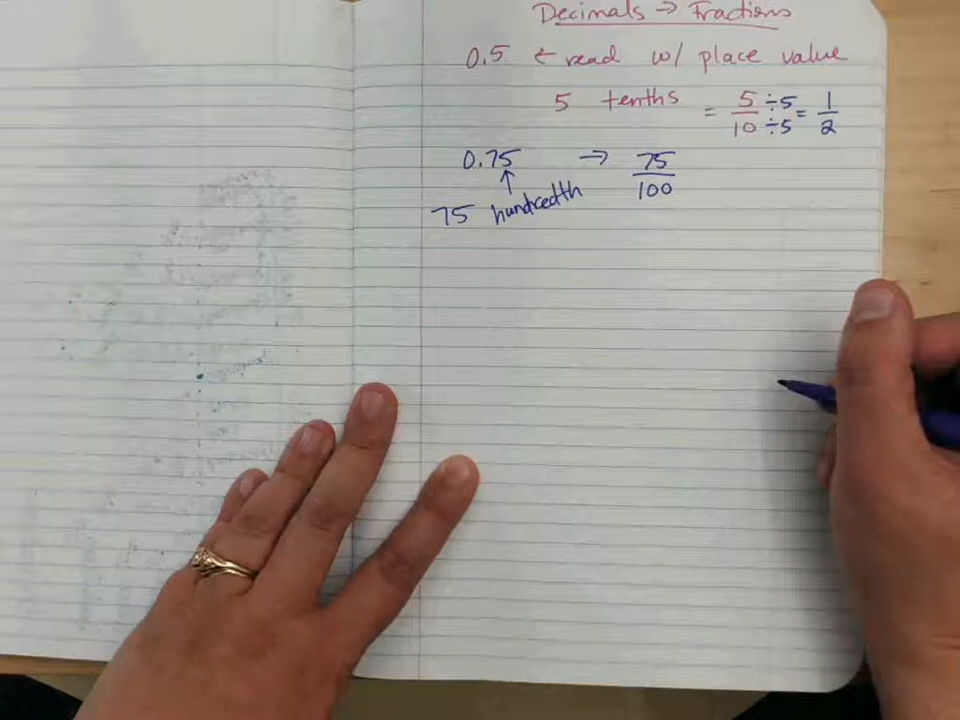 Decimals → Fractions
0.5 ← read w/ place value
5 tenths = 5/10 ÷5/÷5 = 1/2
0.75 → 75/100
↑
75 hundredth